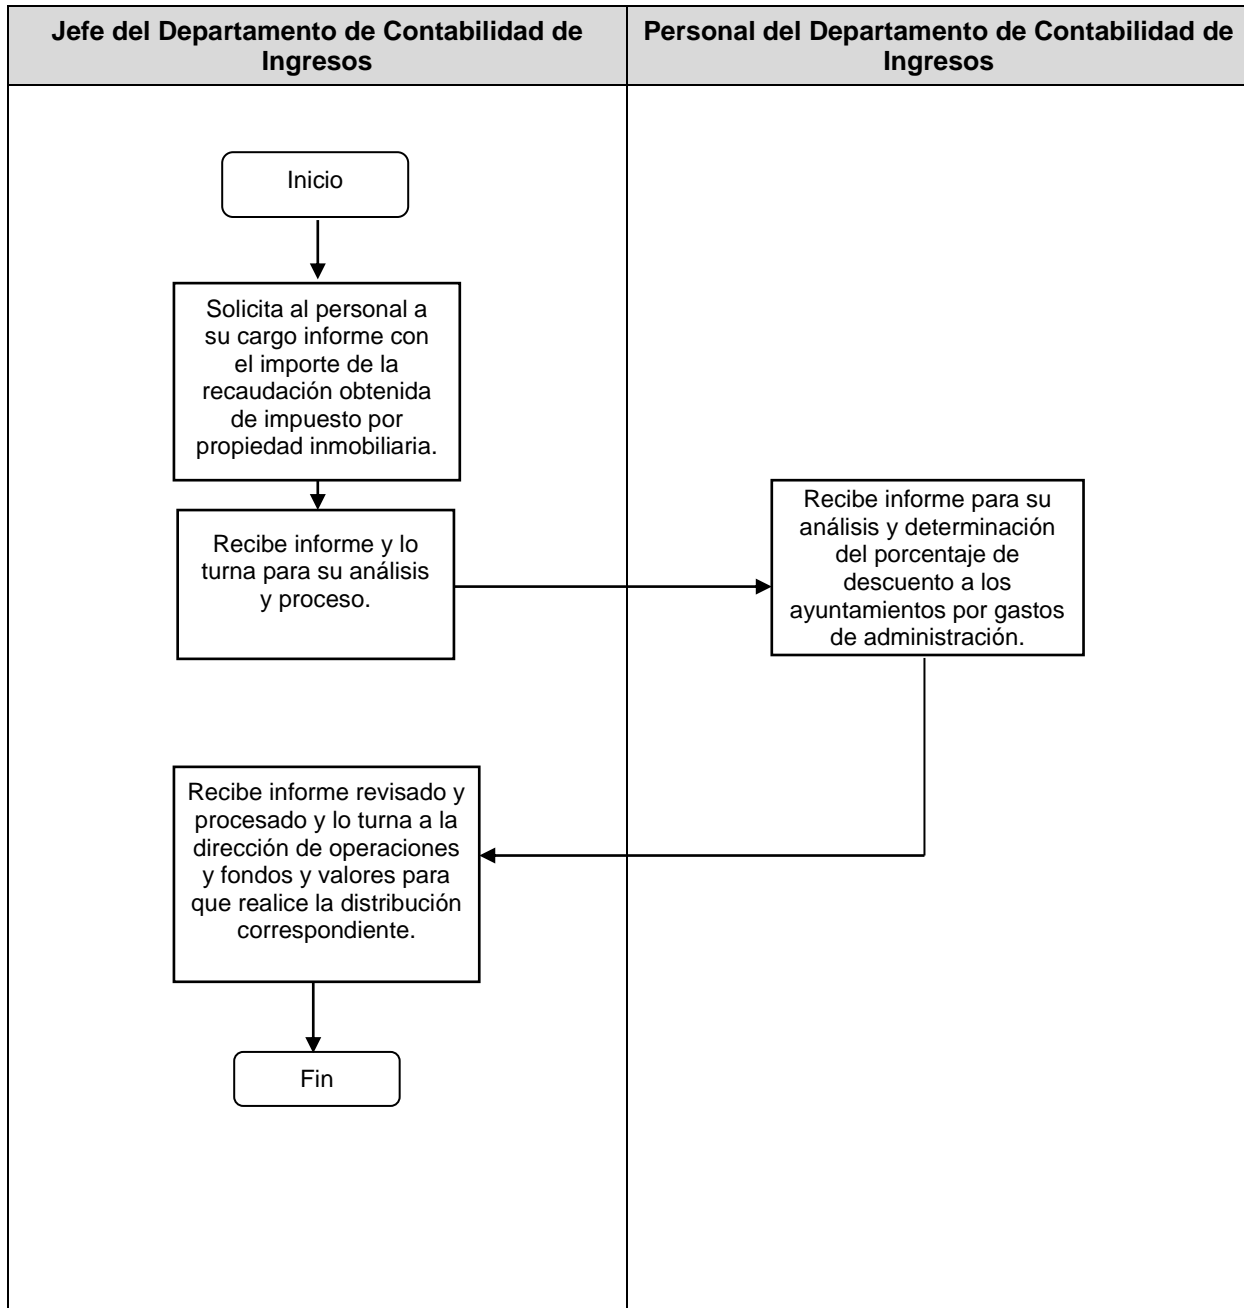 Jefe del Departamento de Contabilidad de
Ingresos
Personal del Departamento de Contabilidad de
Ingresos
Inicio
Solicita al personal a
su cargo informe con
el importe de la
recaudación obtenida
de impuesto por
propiedad inmobiliaria.
Recibe informe y lo
turna para su análisis
y proceso.
Recibe informe para su
análisis y determinación
del porcentaje de
descuento a los
ayuntamientos por gastos
de administración.
Recibe informe revisado y
procesado y lo turna a la
dirección de operaciones
y fondos y valores para
que realice la distribución
correspondiente.
Fin